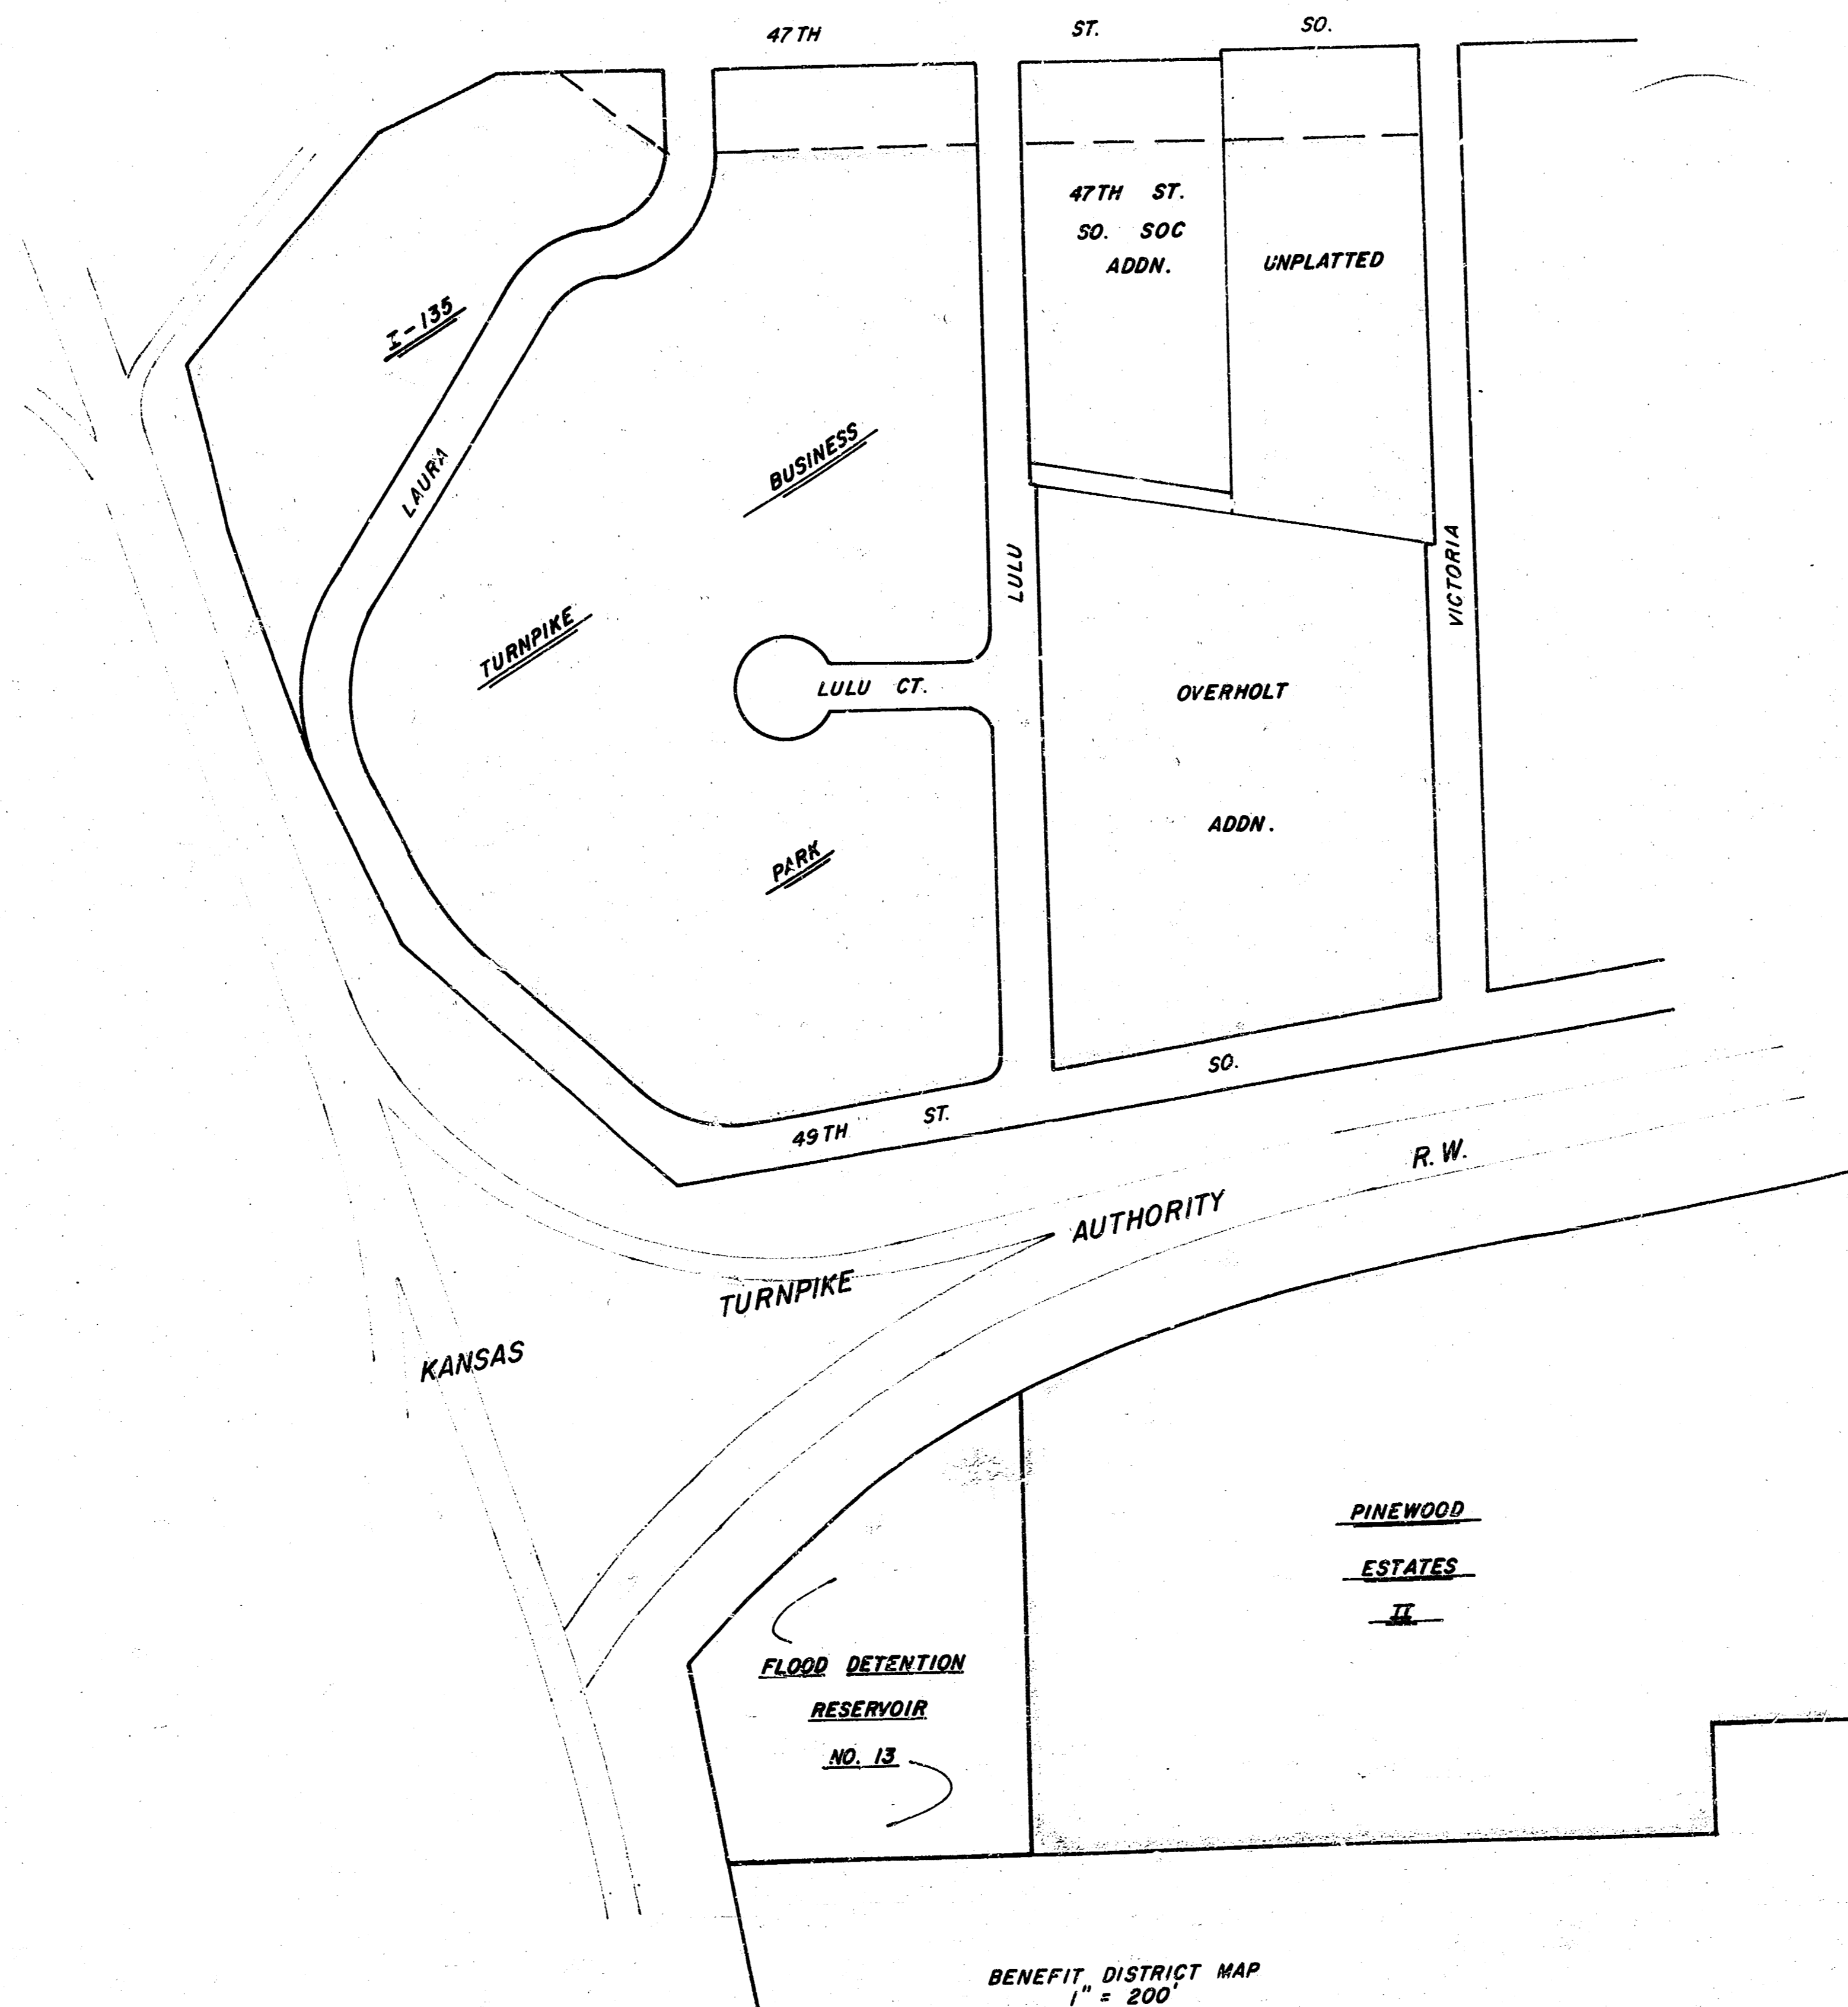 47TH ST. SO.
47TH ST.
SO. SOC
ADDN.
UNPLATTED
I-135
LAURA
BUSINESS
TURNPIKE
LULU
VICTORIA
LULU CT.
OVERHOLT
ADDN.
PARK
49TH ST. SO.
KANSAS TURNPIKE AUTHORITY R.W.
PINEWOOD
ESTATES
II
FLOOD DETENTION
RESERVOIR
NO. 13
BENEFIT DISTRICT MAP
1" = 200'